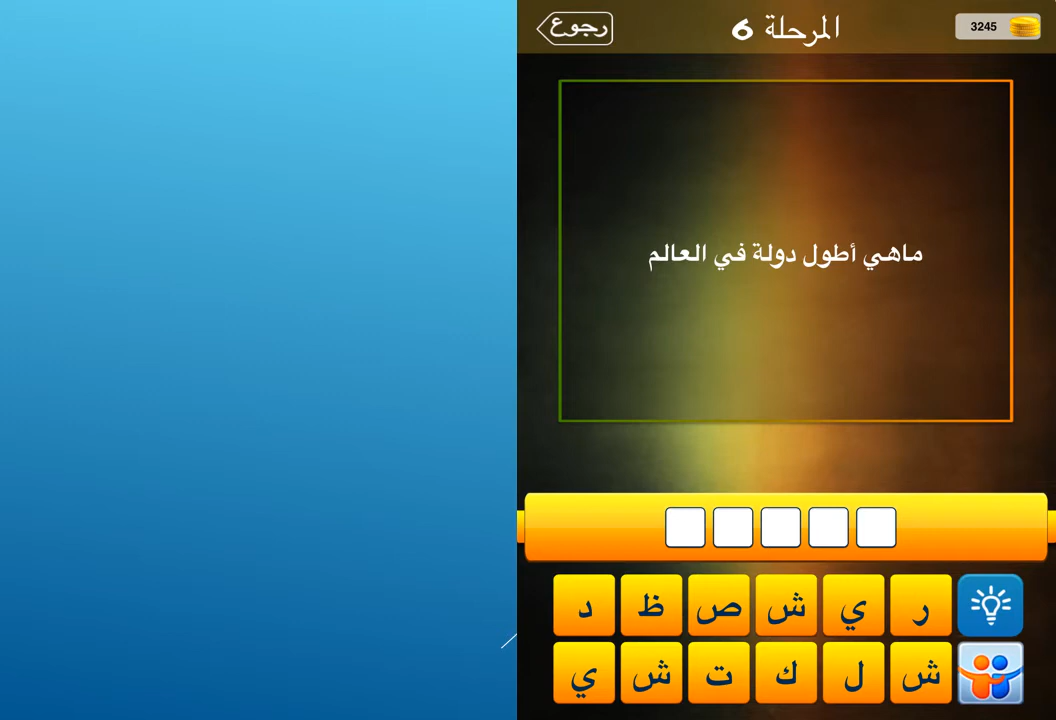 رجوع
المرحلة 6
3245
ماهي أطول دولة في العالم
ر ي ش ص ظ د
ش ل ك ت ش ي